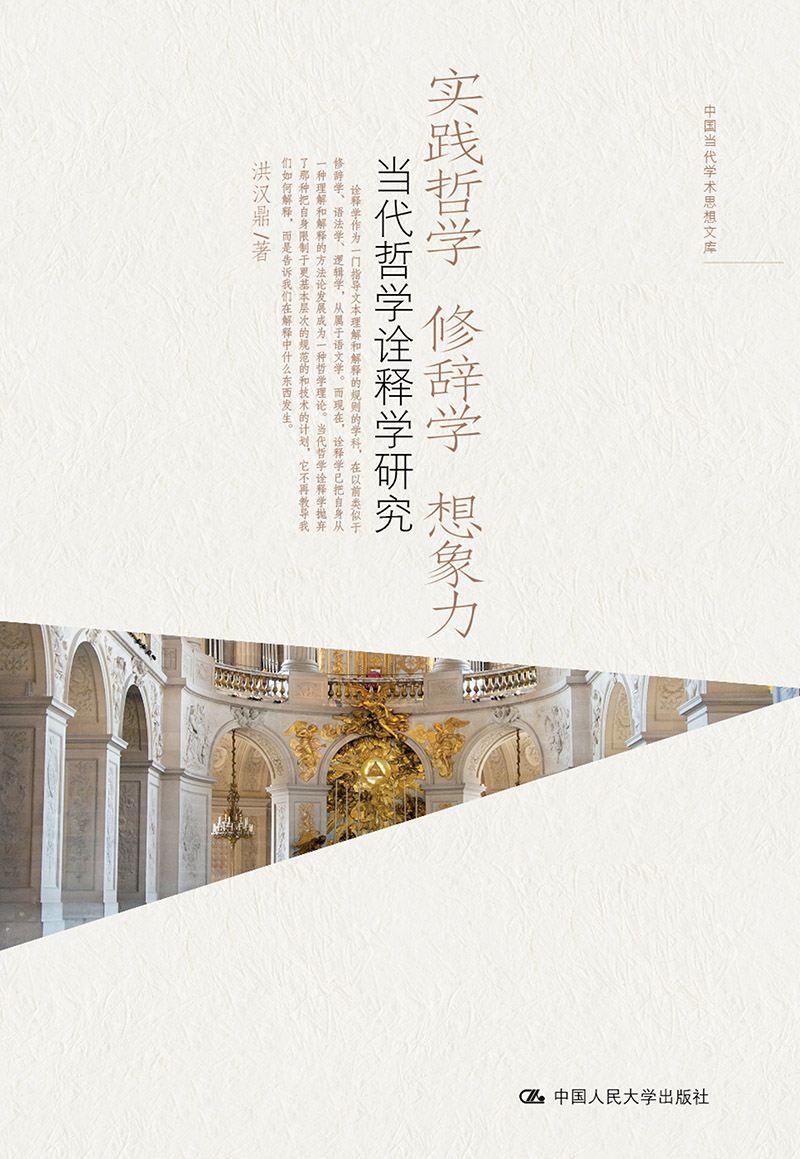 中国当代学术思想文库
实践哲学 修辞学 想象力
当代哲学诠释学研究
诠释学作为一门指导文本理解和解释的规则的学科，在以前类似于
修辞学、语法学、逻辑学，从属于语文学。而现在，诠释学已把自身从
一种理解和解释的方法论发展成为一种哲学理论。当代哲学诠释学抛弃
了那种把自身限制于更基本层次的规范的和技术的计划，它不再教导我
们如何解释，而是告诉我们在解释中什么东西发生。
洪汉鼎/著
中国人民大学出版社